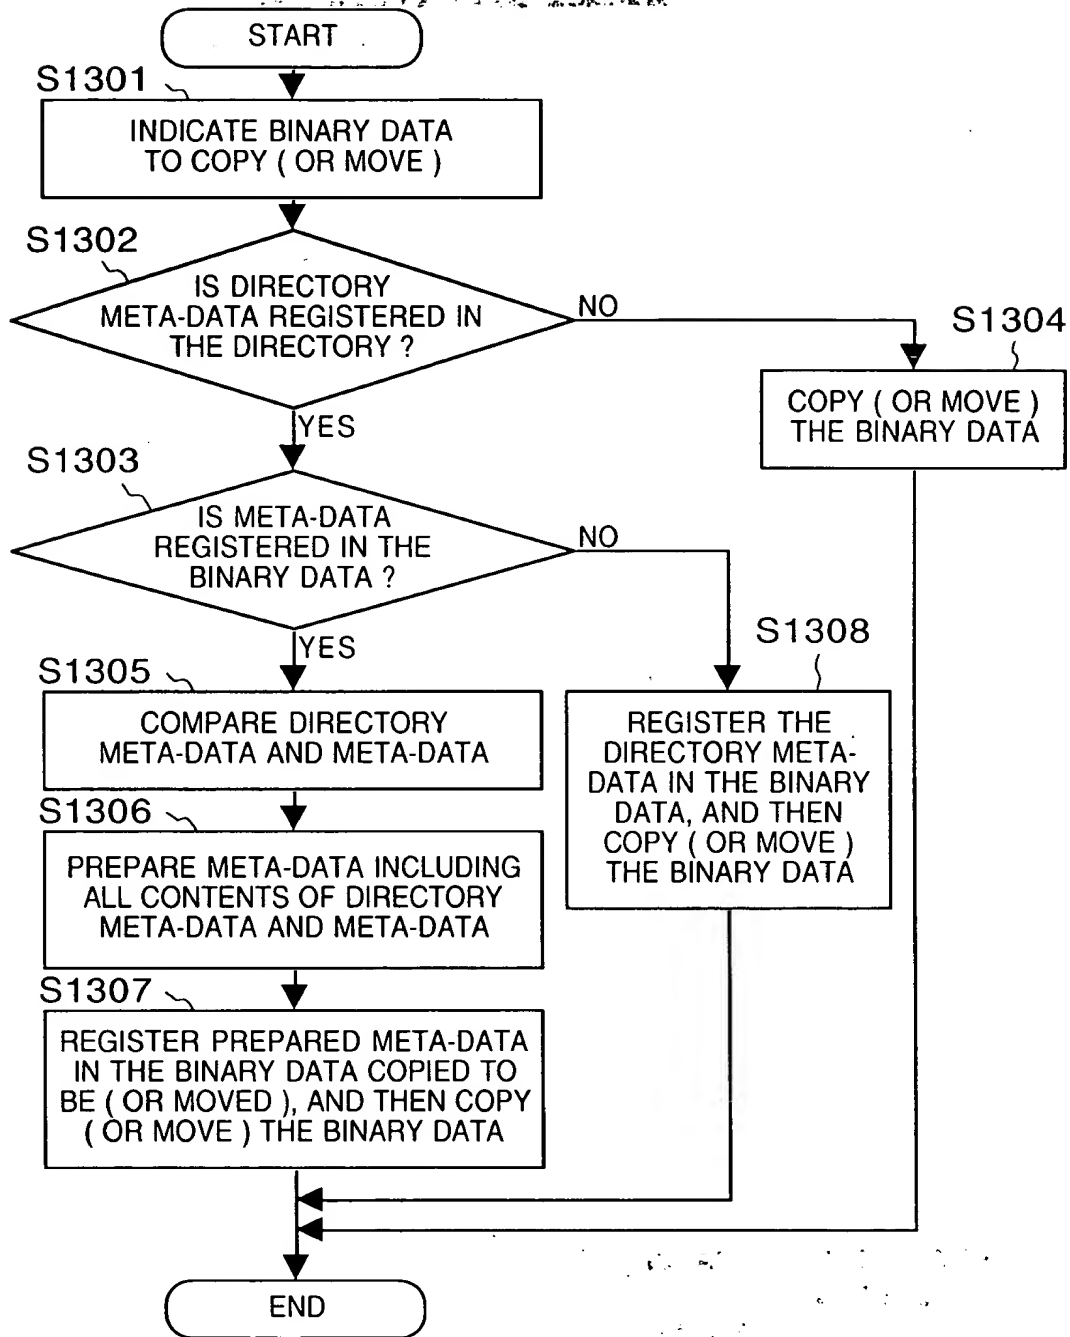 START
S1301
INDICATE BINARY DATA
TO COPY ( OR MOVE )
S1302
IS DIRECTORY
META-DATA REGISTERED IN
THE DIRECTORY ?
NO
S1304
COPY ( OR MOVE )
THE BINARY DATA
YES
S1303
IS META-DATA
REGISTERED IN THE
BINARY DATA ?
NO
YES
S1308
REGISTER THE
DIRECTORY META-
DATA IN THE BINARY
DATA, AND THEN
COPY ( OR MOVE )
THE BINARY DATA
S1305
COMPARE DIRECTORY
META-DATA AND META-DATA
S1306
PREPARE META-DATA INCLUDING
ALL CONTENTS OF DIRECTORY
META-DATA AND META-DATA
S1307
REGISTER PREPARED META-DATA
IN THE BINARY DATA COPIED TO
BE ( OR MOVED ), AND THEN COPY
( OR MOVE ) THE BINARY DATA
END